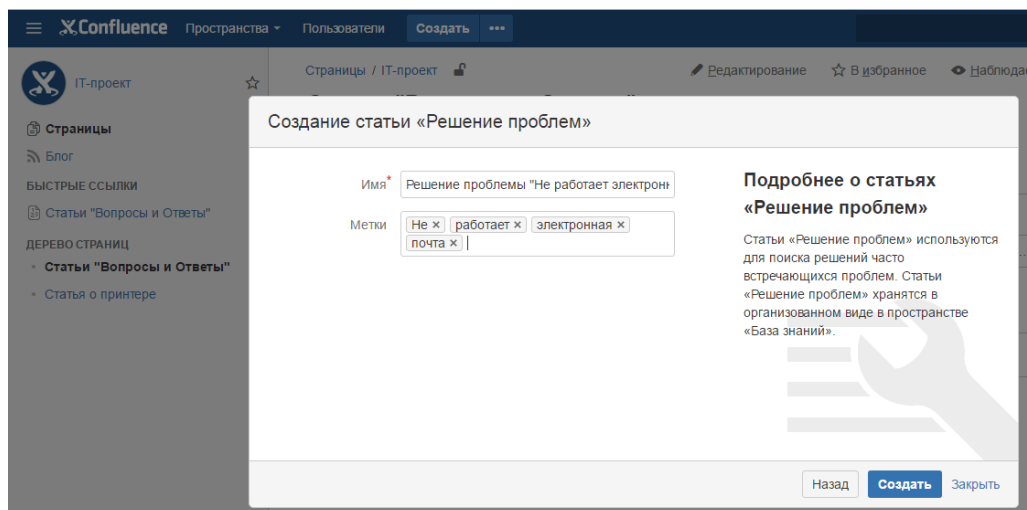 Confluence Пространства Пользователи Создать •••
IT-проект
Страницы / IT-проект Редактирование В избранное
Создание статьи «Решение проблем»
Страницы
Блог
БЫСТРЫЕ ССЫЛКИ
Статьи "Вопросы и Ответы"
ДЕРЕВО СТРАНИЦ
Статьи "Вопросы и Ответы"
Статья о принтере
Имя* Решение проблемы "Не работает
Метки Не × работает × электронная ×
почта ×
Подробнее о статьях
«Решение проблем»
Статьи «Решение проблем» используются
для поиска решений часто
встречающихся проблем. Статьи
«Решение проблем» хранятся в
организованном виде в пространстве
«База знаний».
Назад Создать Закрыть